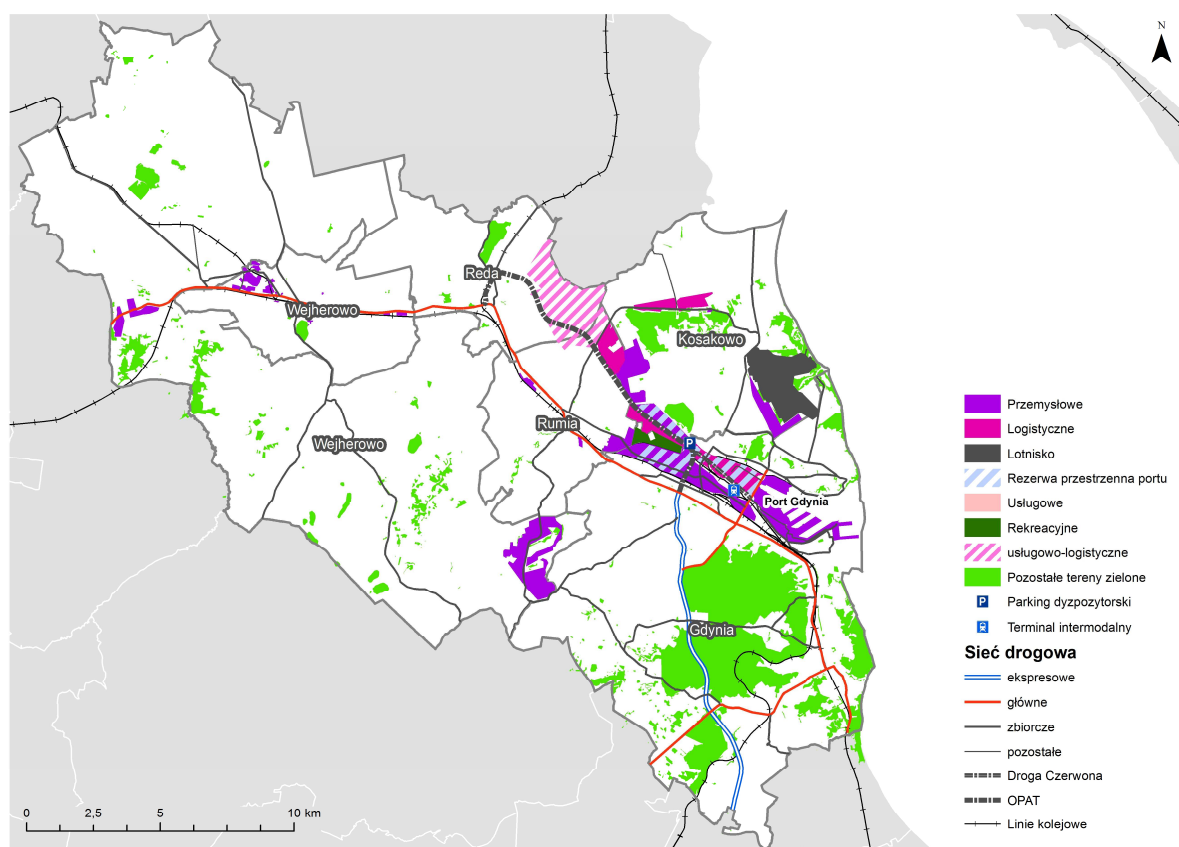 N
Reda
Wejherowo
Kosakowo
Rumia
Wejherowo
P
Port Gdynia
Gdynia
Przemysłowe
Logistyczne
Lotnisko
Rezerwa przestrzenna portu
Usługowe
Rekreacyjne
usługowo-logistyczne
Pozostałe tereny zielone
P Parking dyzpozytorski
Terminal intermodalny
Sieć drogowa
ekspresowe
główne
zbiorcze
pozostałe
Droga Czerwona
OPAT
Linie kolejowe
0 2,5 5 10 km